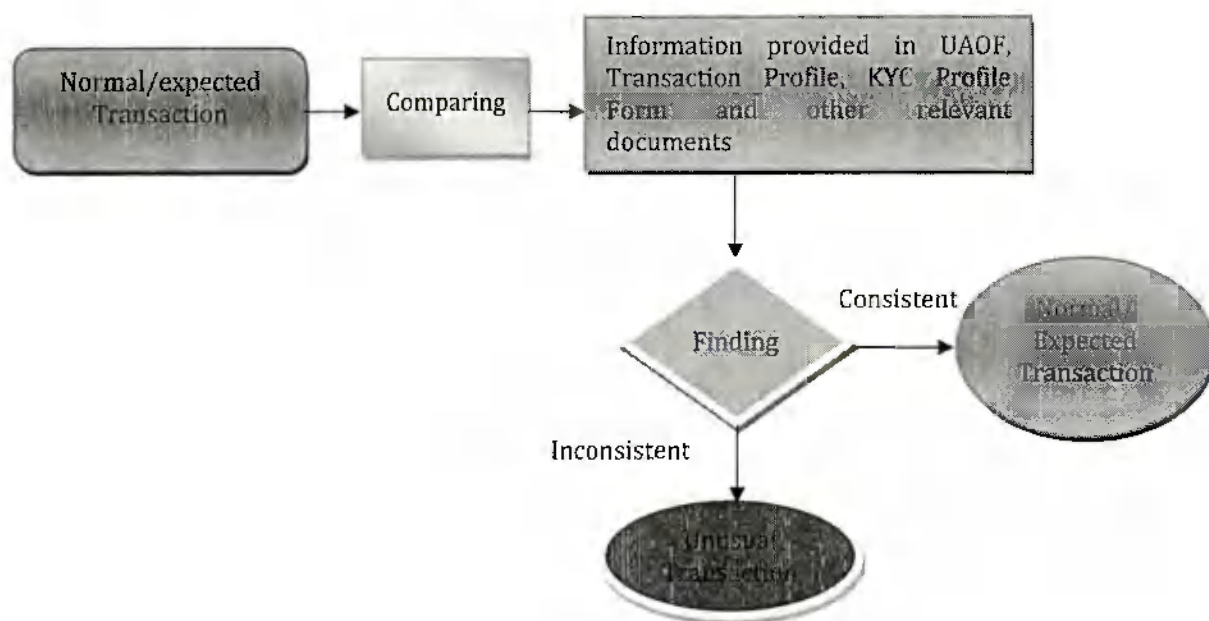 Normal/expected
Transaction
Comparing
Information provided in UAOF,
Transaction Profile, KYC Profile
Form and other relevant
documents
Finding
Consistent
Normal/
Expected
Transaction
Inconsistent
Unusual
Transaction